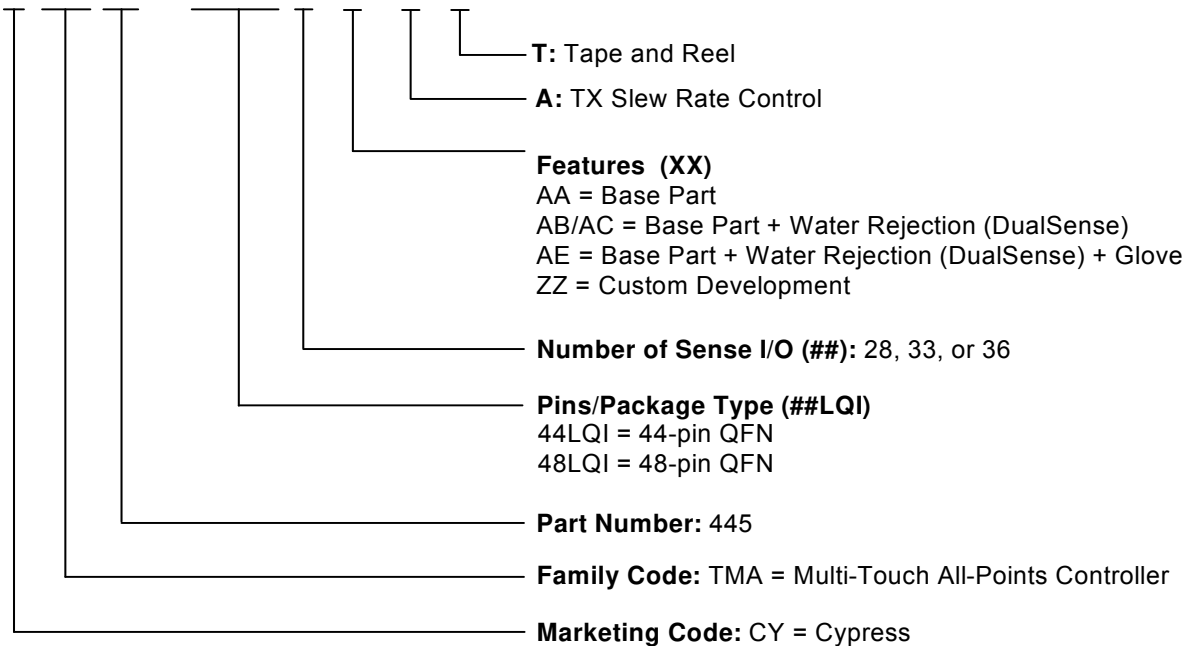 T: Tape and Reel
A: TX Slew Rate Control
Features (XX)
AA = Base Part
AB/AC = Base Part + Water Rejection (DualSense)
AE = Base Part + Water Rejection (DualSense) + Glove
ZZ = Custom Development
Number of Sense I/O (##): 28, 33, or 36
Pins/Package Type (##LQI)
44LQI = 44-pin QFN
48LQI = 48-pin QFN
Part Number: 445
Family Code: TMA = Multi-Touch All-Points Controller
Marketing Code: CY = Cypress